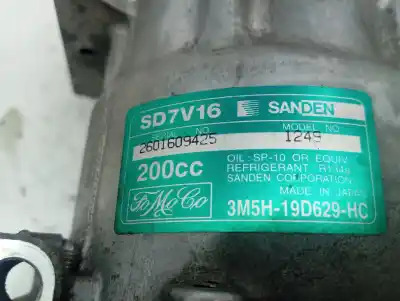 SD7V16 SANDEN
SERIAL NO. MODEL NO.
2601609425 1249
200cc
OIL: SP-10 OR EQUIV
REFRIGERANT R134a
SANDEN CORPORATION
MADE IN JAPAN
FoMoCo
3M5H-19D629-HC